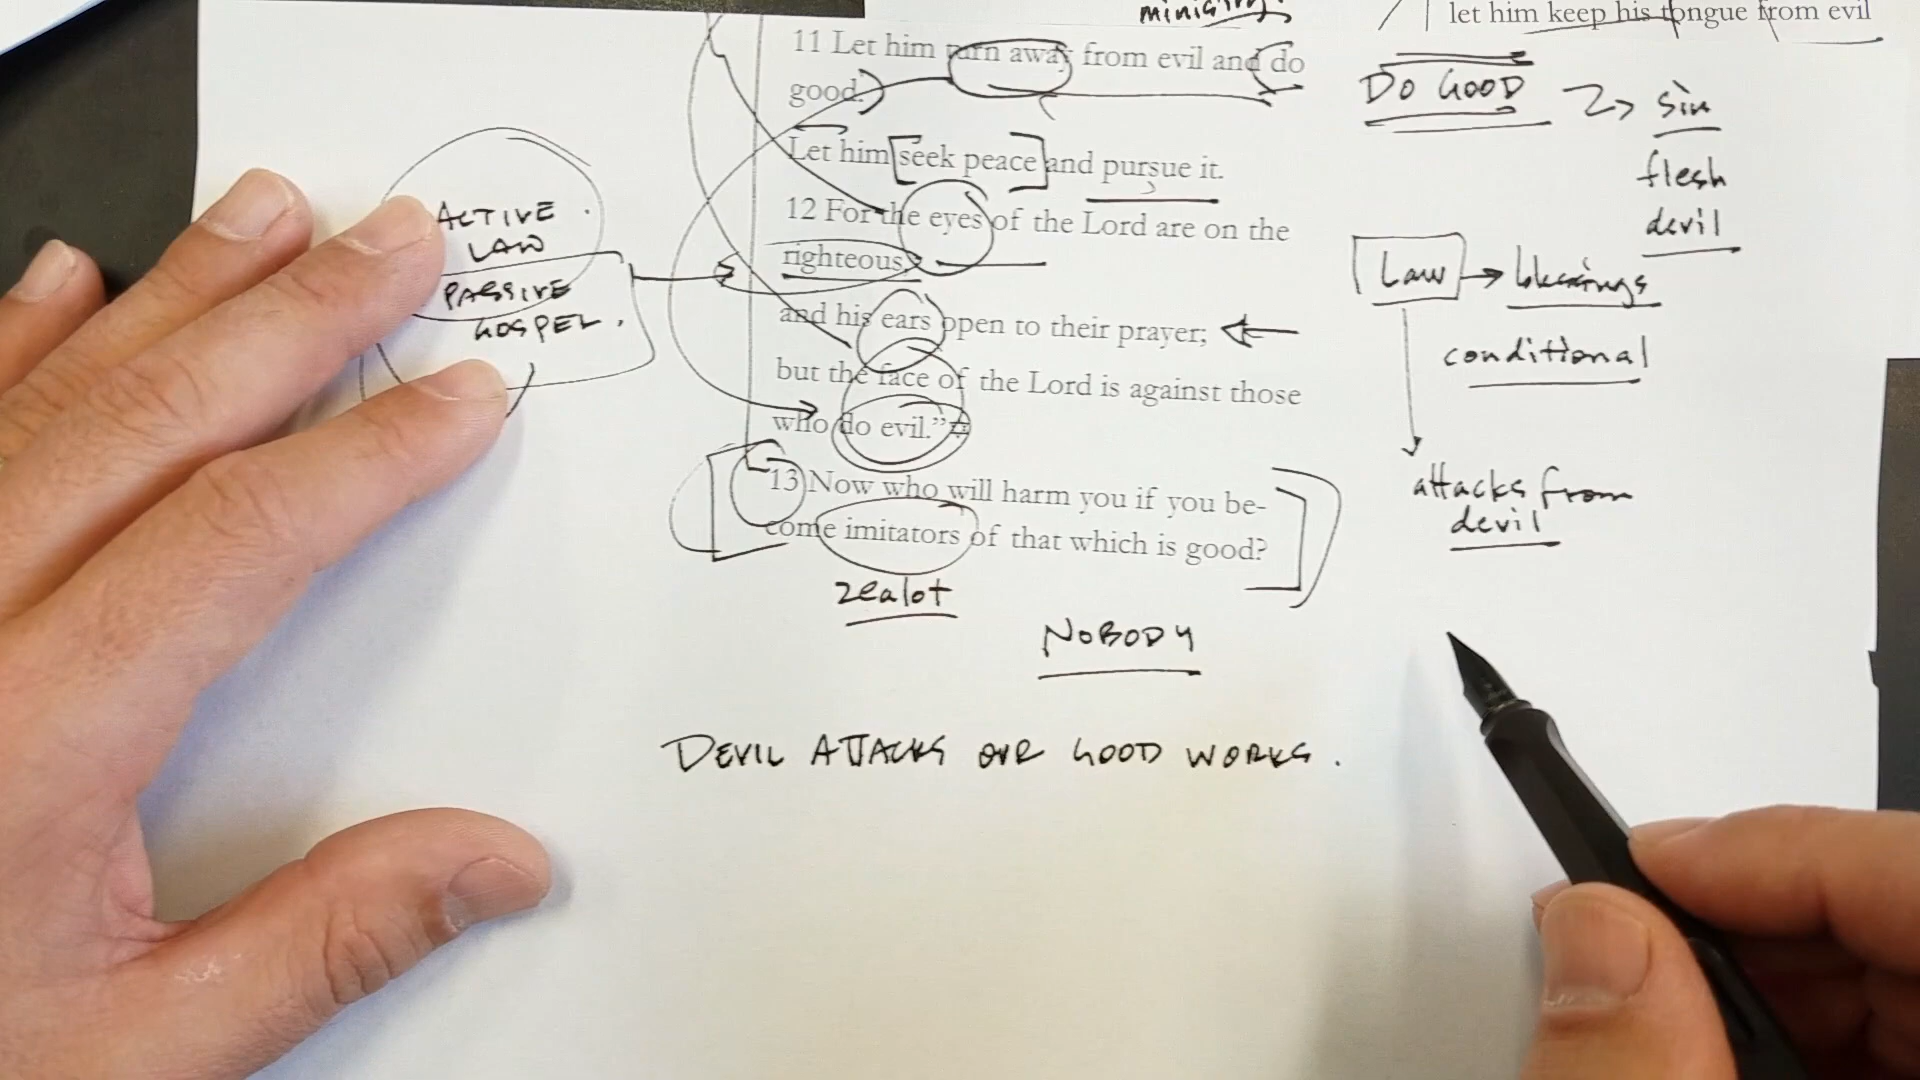 ministry.
let him keep his tongue from evil
11 Let him turn away from evil and do
good.
Let him seek peace and pursue it.
12 For the eyes of the Lord are on the
righteous,
and his ears open to their prayer;
but the face of the Lord is against those
who do evil.”
13 Now who will harm you if you be-
come imitators of that which is good?
zealot
NOBODY
DEVIL ATTACKS OUR GOOD WORKS.
ACTIVE
LAW
PASSIVE
GOSPEL.
DO GOOD
sin
flesh
devil
Law
blessings
conditional
attacks from
devil